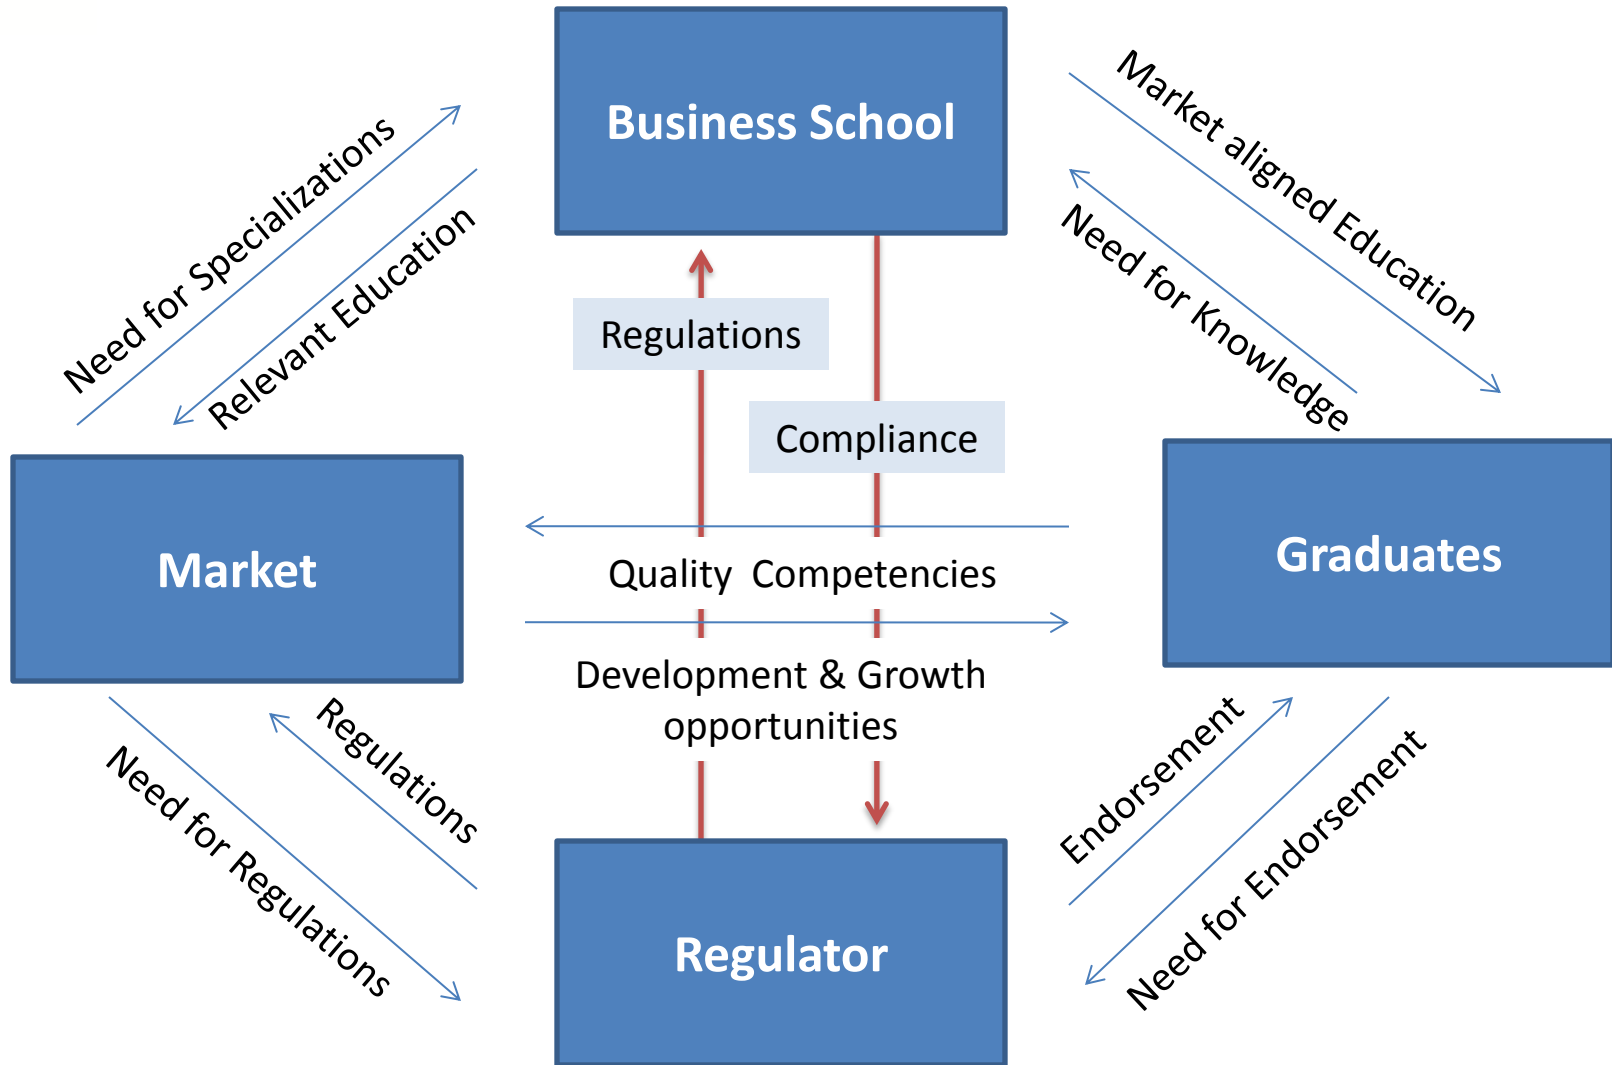 Business School
Market aligned Education
Need for Specializations
Relevant Education
Need for Knowledge
Regulations
Compliance
Market
Quality  Competencies
Graduates
Development & Growth
opportunities
Regulations
Need for Regulations
Endorsement
Need for Endorsement
Regulator